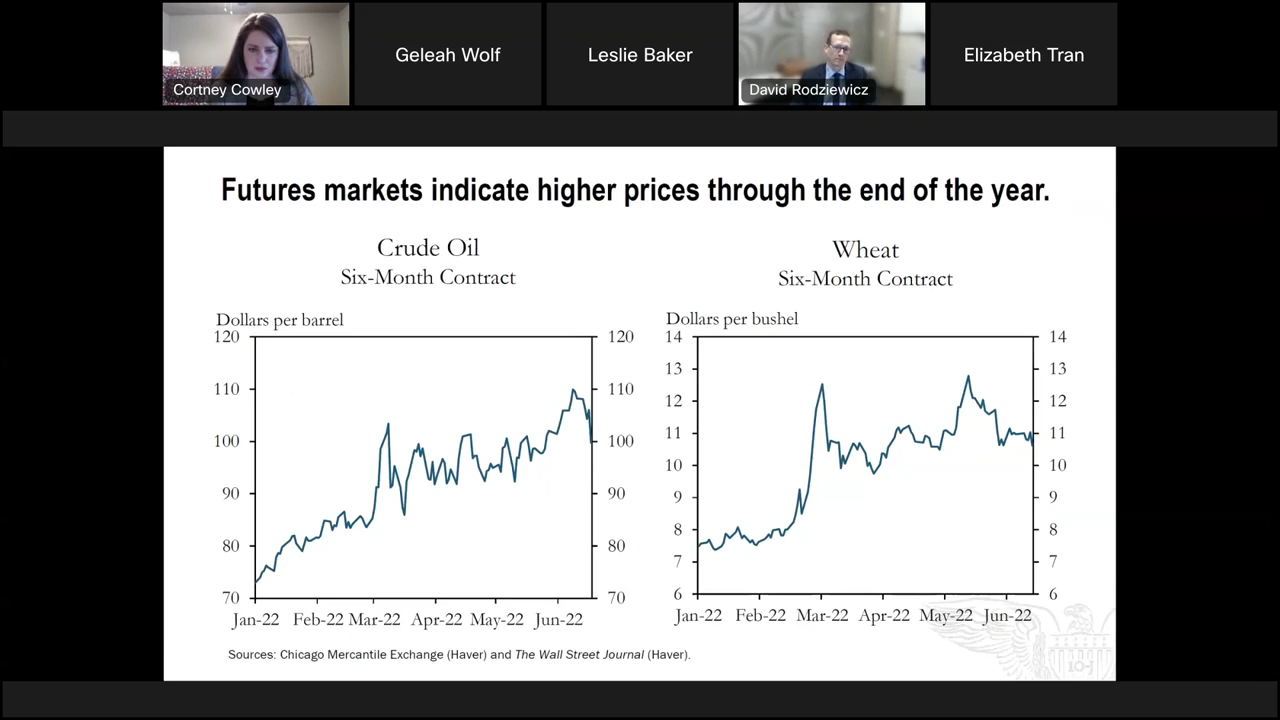 Cortney Cowley
Geleah Wolf
Leslie Baker
David Rodziewicz
Elizabeth Tran
Futures markets indicate higher prices through the end of the year.
Crude Oil
Six-Month Contract
Dollars per barrel
120
110
100
90
80
70
120
110
100
90
80
70
Jan-22 Feb-22 Mar-22 Apr-22 May-22 Jun-22
Wheat
Six-Month Contract
Dollars per bushel
14
13
12
11
10
9
8
7
6
14
13
12
11
10
9
8
7
6
Jan-22 Feb-22 Mar-22 Apr-22 May-22 Jun-22
Sources: Chicago Mercantile Exchange (Haver) and The Wall Street Journal (Haver).
10-J